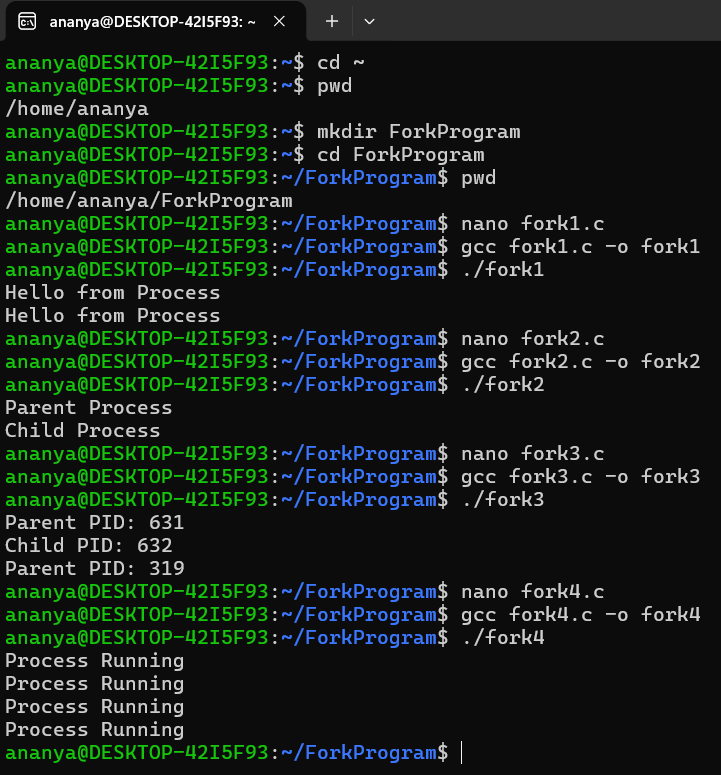 ananya@DESKTOP-42I5F93: ~
ananya@DESKTOP-42I5F93:~$ cd ~
ananya@DESKTOP-42I5F93:~$ pwd
/home/ananya
ananya@DESKTOP-42I5F93:~$ mkdir ForkProgram
ananya@DESKTOP-42I5F93:~$ cd ForkProgram
ananya@DESKTOP-42I5F93:~/ForkProgram$ pwd
/home/ananya/ForkProgram
ananya@DESKTOP-42I5F93:~/ForkProgram$ nano fork1.c
ananya@DESKTOP-42I5F93:~/ForkProgram$ gcc fork1.c -o fork1
ananya@DESKTOP-42I5F93:~/ForkProgram$ ./fork1
Hello from Process
Hello from Process
ananya@DESKTOP-42I5F93:~/ForkProgram$ nano fork2.c
ananya@DESKTOP-42I5F93:~/ForkProgram$ gcc fork2.c -o fork2
ananya@DESKTOP-42I5F93:~/ForkProgram$ ./fork2
Parent Process
Child Process
ananya@DESKTOP-42I5F93:~/ForkProgram$ nano fork3.c
ananya@DESKTOP-42I5F93:~/ForkProgram$ gcc fork3.c -o fork3
ananya@DESKTOP-42I5F93:~/ForkProgram$ ./fork3
Parent PID: 631
Child PID: 632
Parent PID: 319
ananya@DESKTOP-42I5F93:~/ForkProgram$ nano fork4.c
ananya@DESKTOP-42I5F93:~/ForkProgram$ gcc fork4.c -o fork4
ananya@DESKTOP-42I5F93:~/ForkProgram$ ./fork4
Process Running
Process Running
Process Running
Process Running
ananya@DESKTOP-42I5F93:~/ForkProgram$